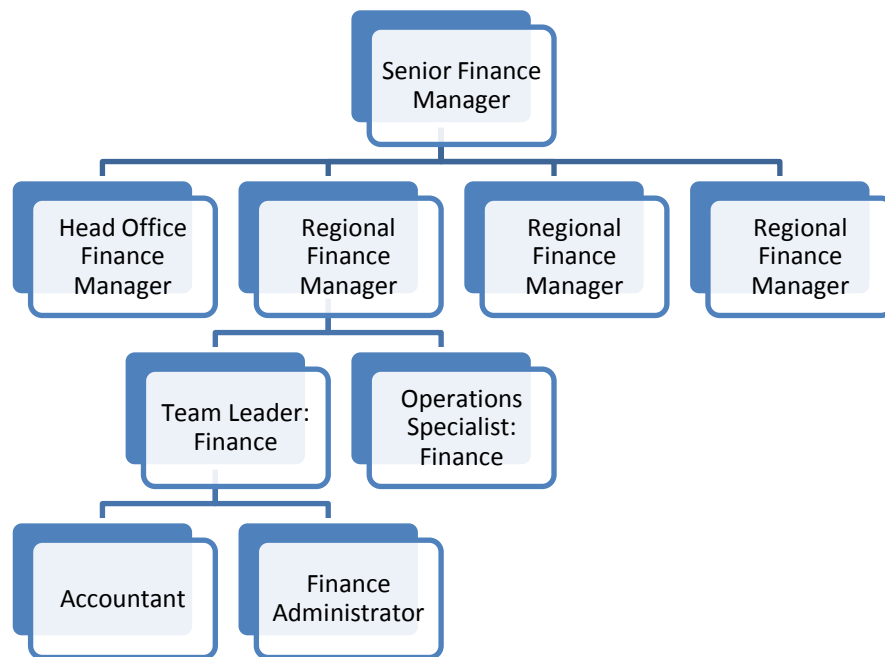 Senior Finance
Manager
Head Office
Finance
Manager
Regional
Finance
Manager
Regional
Finance
Manager
Regional
Finance
Manager
Team Leader:
Finance
Operations
Specialist:
Finance
Accountant
Finance
Administrator